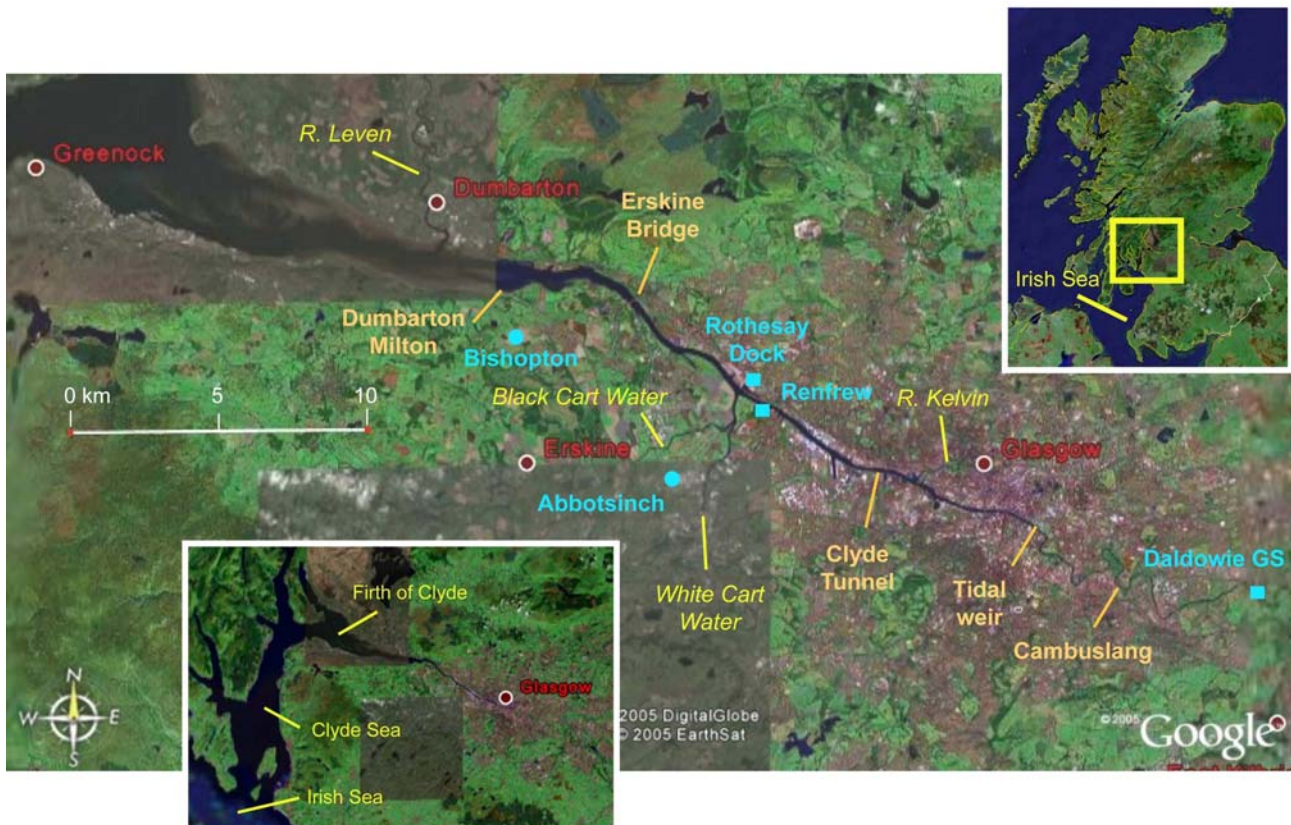 Greenock
R. Leven
Dumbarton
Erskine
Bridge
Dumbarton
Milton
Bishopton
Rothesay
Dock
Renfrew
0 km
5
10
Black Cart Water
R. Kelvin
Erskine
Glasgow
Abbotsinch
White Cart
Water
Clyde
Tunnel
Tidal
weir
Daldowie GS
Cambuslang
Irish Sea
Firth of Clyde
Glasgow
Clyde Sea
Irish Sea
N
W
E
S
2005 DigitalGlobe
© 2005 EarthSat
© 2005
Google